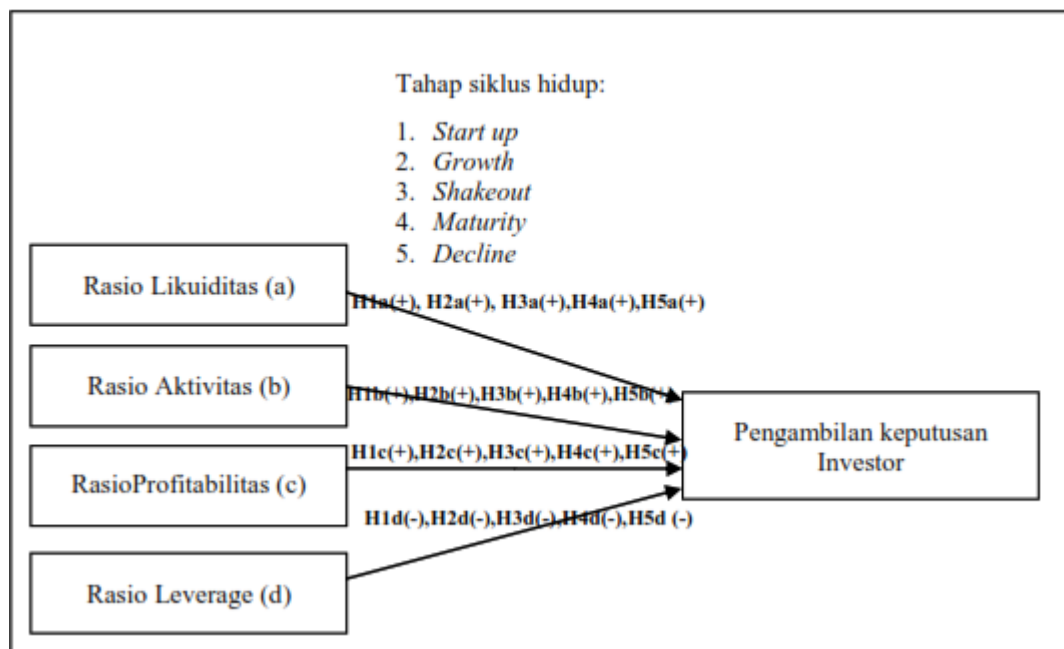 Tahap siklus hidup:
1. Start up
2. Growth
3. Shakeout
4. Maturity
5. Decline
Rasio Likuiditas (a)
H1a(+), H2a(+), H3a(+),H4a(+),H5a(+)
Rasio Aktivitas (b)
H1b(+),H2b(+),H3b(+),H4b(+),H5b(+)
Pengambilan keputusan
Investor
RasioProfitabilitas (c)
H1c(+),H2c(+),H3c(+),H4c(+),H5c(+)
H1d(-),H2d(-),H3d(-),H4d(-),H5d (-)
Rasio Leverage (d)